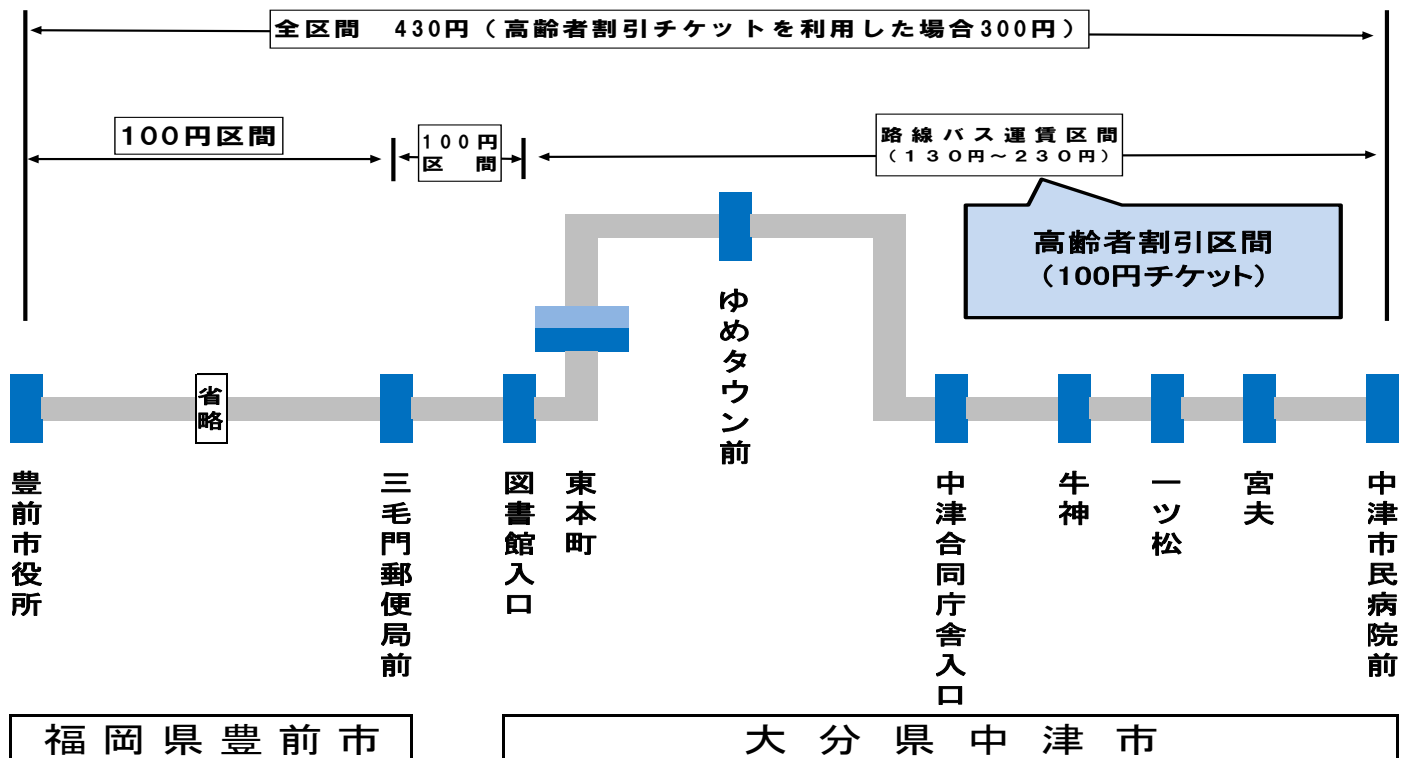 全区間 430円(高齢者割引チケットを利用した場合300円)
100円区間
100円
区間
路線バス運賃区間
(130円~230円)
高齢者割引区間
(100円チケット)
省略
豊前市役所
三毛門郵便局前
図書館入口
東本町
ゆめタウン前
中津合同庁舎入口
牛神
一ツ松
宮夫
中津市民病院前
福岡県豊前市
大分県中津市